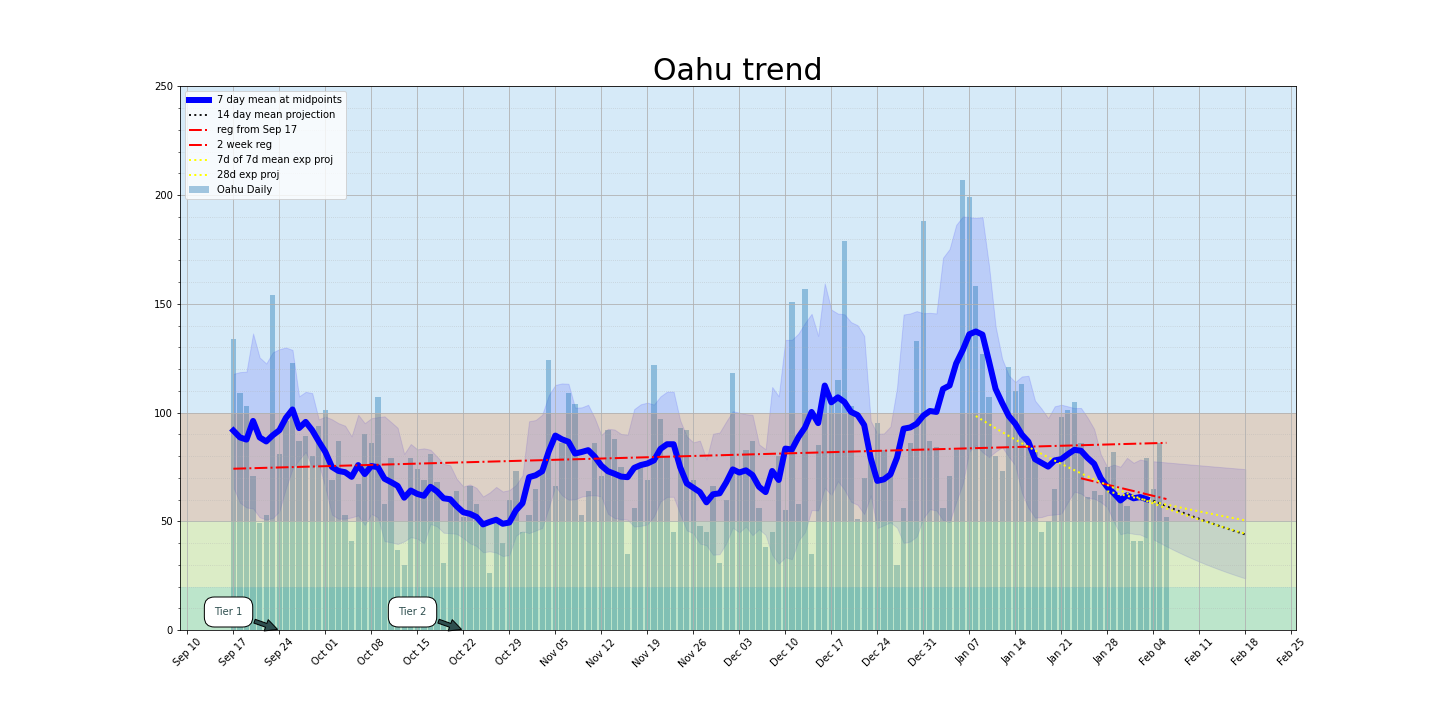 Oahu trend
250
200
150
100
50
0
7 day mean at midpoints
14 day mean projection
reg from Sep 17
2 week reg
7d of 7d mean exp proj
28d exp proj
Oahu Daily
Tier 1
Tier 2
Sep 10
Sep 17
Sep 24
Oct 01
Oct 08
Oct 15
Oct 22
Oct 29
Nov 05
Nov 12
Nov 19
Nov 26
Dec 03
Dec 10
Dec 17
Dec 24
Dec 31
Jan 07
Jan 14
Jan 21
Jan 28
Feb 04
Feb 11
Feb 18
Feb 25